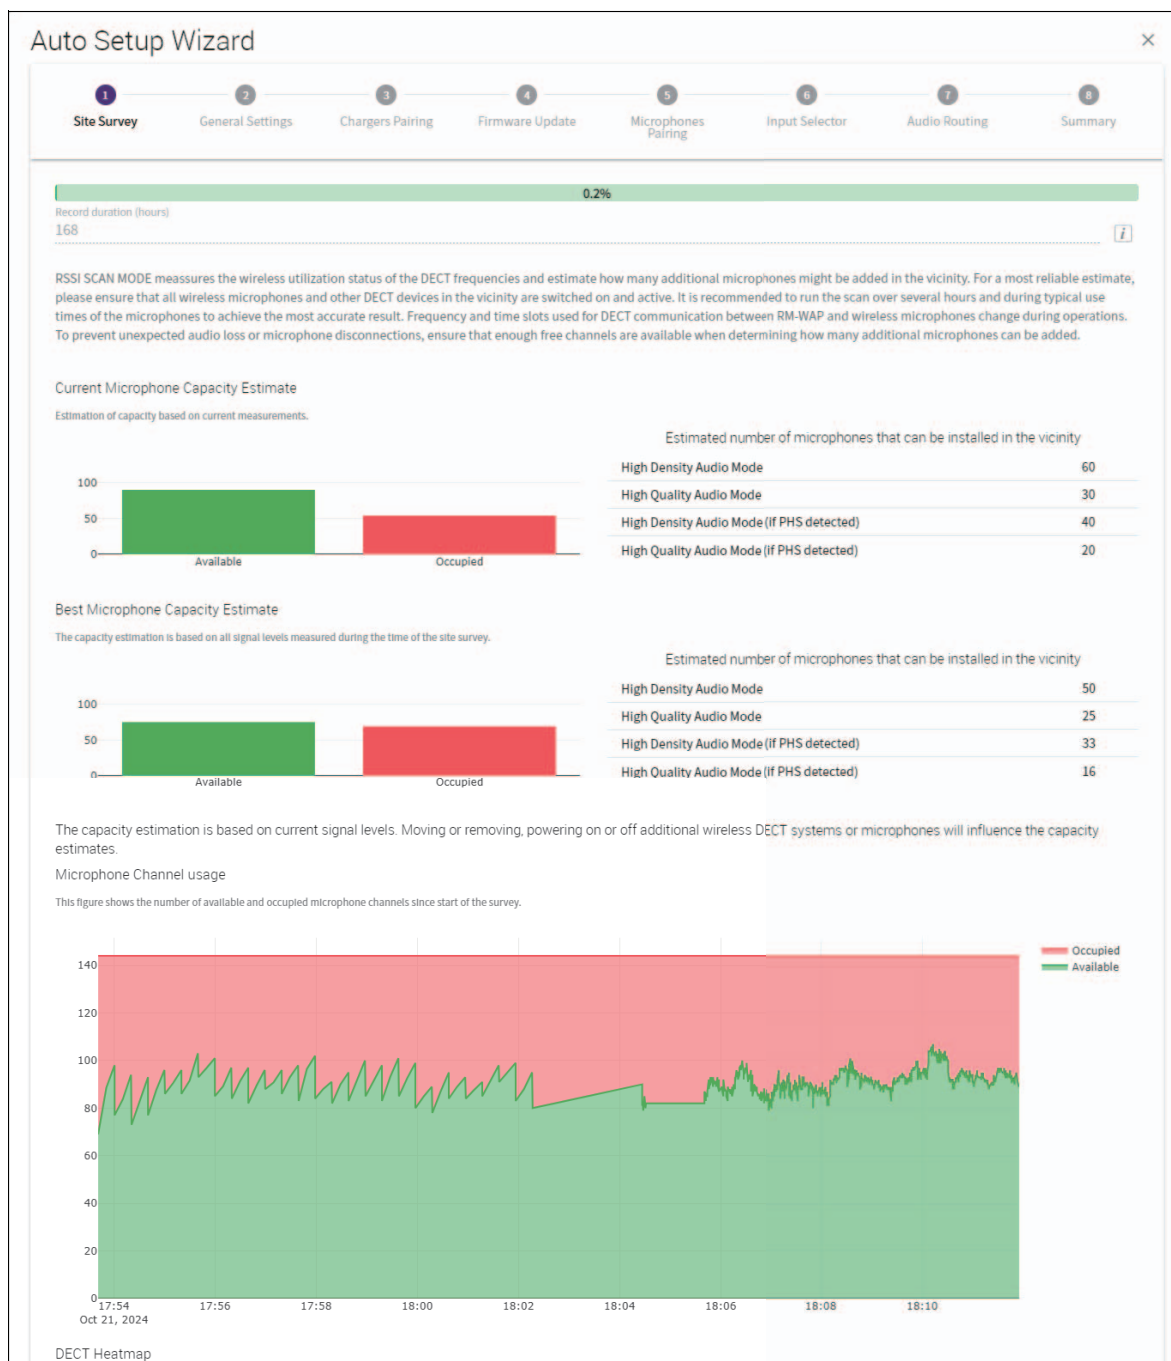 Auto Setup Wizard
×
1 2 3 4 5 6 7 8
Site Survey General Settings Chargers Pairing Firmware Update Microphones Pairing Input Selector Audio Routing Summary
0.2%
Record duration (hours)
168
i
RSSI SCAN MODE meassures the wireless utilization status of the DECT frequencies and estimate how many additional microphones might be added in the vicinity. For a most reliable estimate,
please ensure that all wireless microphones and other DECT devices in the vicinity are switched on and active. It is recommended to run the scan over several hours and during typical use
times of the microphones to achieve the most accurate result. Frequency and time slots used for DECT communication between RM-WAP and wireless microphones change during operations.
To prevent unexpected audio loss or microphone disconnections, ensure that enough free channels are available when determining how many additional microphones can be added.
Current Microphone Capacity Estimate
Estimation of capacity based on current measurements.
100
50
0
Available Occupied
Estimated number of microphones that can be installed in the vicinity
High Density Audio Mode 60
High Quality Audio Mode 30
High Density Audio Mode (if PHS detected) 40
High Quality Audio Mode (if PHS detected) 20
Best Microphone Capacity Estimate
The capacity estimation is based on all signal levels measured during the time of the site survey.
100
50
0
Available Occupied
Estimated number of microphones that can be installed in the vicinity
High Density Audio Mode 50
High Quality Audio Mode 25
High Density Audio Mode (if PHS detected) 33
High Quality Audio Mode (if PHS detected) 16
The capacity estimation is based on current signal levels. Moving or removing, powering on or off additional wireless DECT systems or microphones will influence the capacity
estimates.
Microphone Channel usage
This figure shows the number of available and occupied microphone channels since start of the survey.
Occupied
Available
140
120
100
80
60
40
20
0
17:54 17:56 17:58 18:00 18:02 18:04 18:06 18:08 18:10
Oct 21, 2024
DECT Heatmap